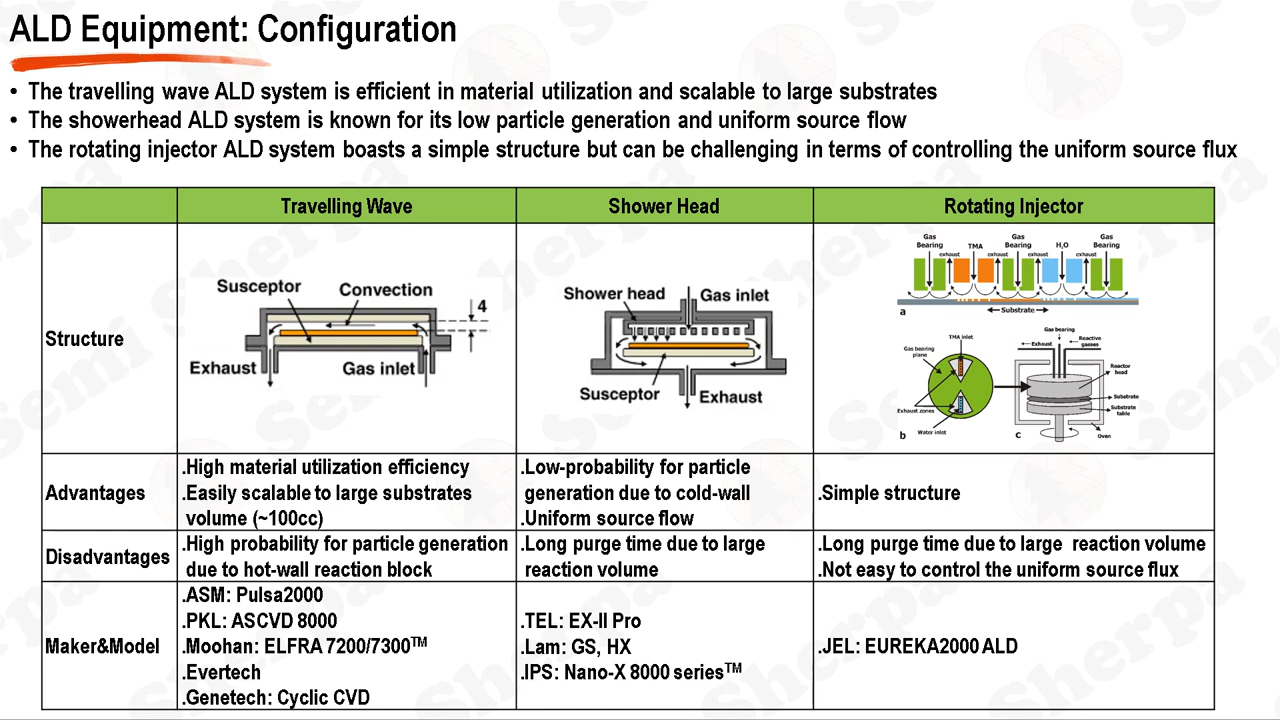 ALD Equipment: Configuration
• The travelling wave ALD system is efficient in material utilization and scalable to large substrates
• The showerhead ALD system is known for its low particle generation and uniform source flow
• The rotating injector ALD system boasts a simple structure but can be challenging in terms of controlling the uniform source flux
Travelling Wave
Shower Head
Rotating Injector
Structure
Susceptor
Convection
4
Exhaust
Gas inlet
Shower head
Gas inlet
Susceptor
Exhaust
Gas
Bearing
TMA
Gas
Bearing
H2O
Gas
Bearing
exhaust
exhaust
exhaust
exhaust
a
Substrate
TMA inlet
Gas bearing
plane
Exhaust zones
Water inlet
b
Gas bearing
Exhaust
Reactive
gasses
Reactor
head
Substrate
Substrate
table
Oven
c
Advantages
.High material utilization efficiency
.Easily scalable to large substrates
volume (~100cc)
.Low-probability for particle
generation due to cold-wall
.Uniform source flow
.Simple structure
Disadvantages
.High probability for particle generation
due to hot-wall reaction block
.Long purge time due to large
reaction volume
.Long purge time due to large reaction volume
.Not easy to control the uniform source flux
Maker&Model
.ASM: Pulsa2000
.PKL: ASCVD 8000
.Moohan: ELFRA 7200/7300TM
.Evertech
.Genetech: Cyclic CVD
.TEL: EX-II Pro
.Lam: GS, HX
.IPS: Nano-X 8000 seriesTM
.JEL: EUREKA2000 ALD
Semi Sherpa